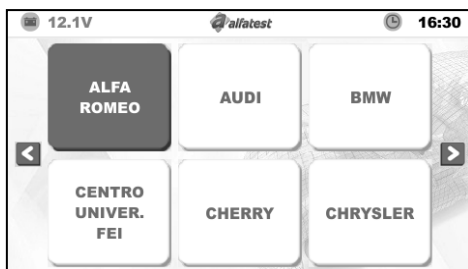 12.1V alfatest 16:30
ALFA
ROMEO
AUDI
BMW
CENTRO
UNIVER.
FEI
CHERRY
CHRYSLER